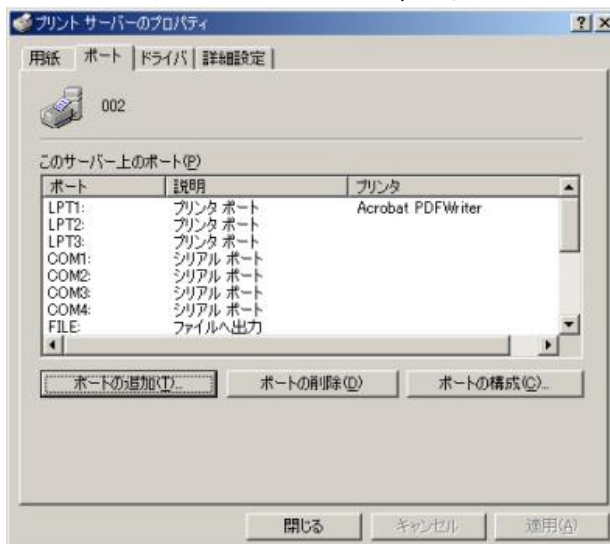 プリント サーバーのプロパティ
用紙 ポート ドライバ 詳細設定
002
このサーバー上のポート(P)
ポート 説明 プリンタ
LPT1: プリンタ ポート Acrobat PDFWriter
LPT2: プリンタ ポート
LPT3: プリンタ ポート
COM1: シリアル ポート
COM2: シリアル ポート
COM3: シリアル ポート
COM4: シリアル ポート
FILE: ファイルへ出力
ポートの追加(T)... ポートの削除(D) ポートの構成(C)...
閉じる キャンセル 適用(A)